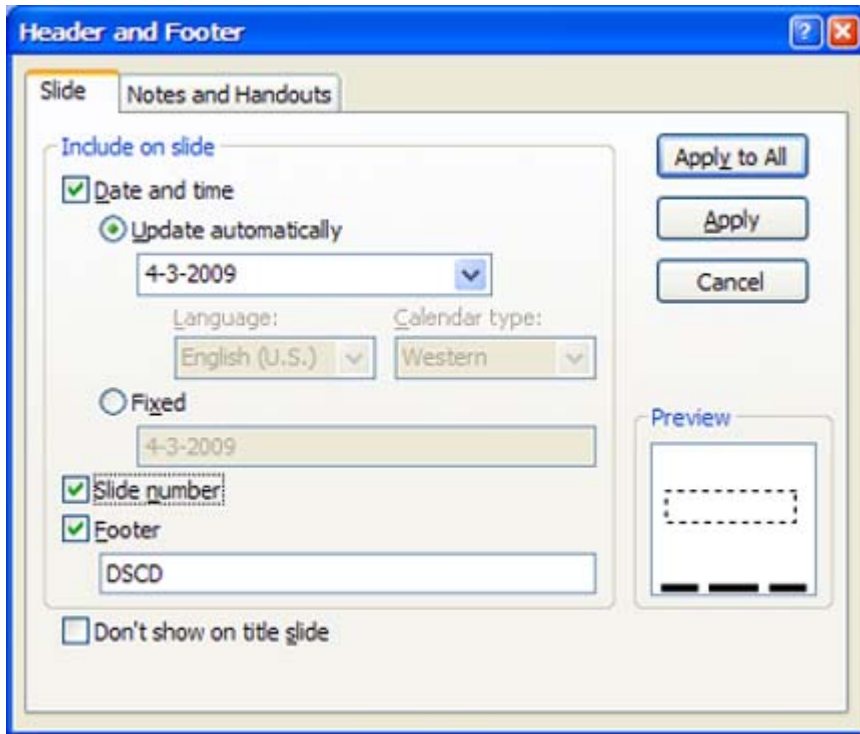 Header and Footer
Slide
Notes and Handouts
Include on slide
Date and time
Update automatically
4-3-2009
Language:
Calendar type:
English (U.S.)
Western
Fixed
4-3-2009
Slide number
Footer
DSCD
Don't show on title slide
Apply to All
Apply
Cancel
Preview